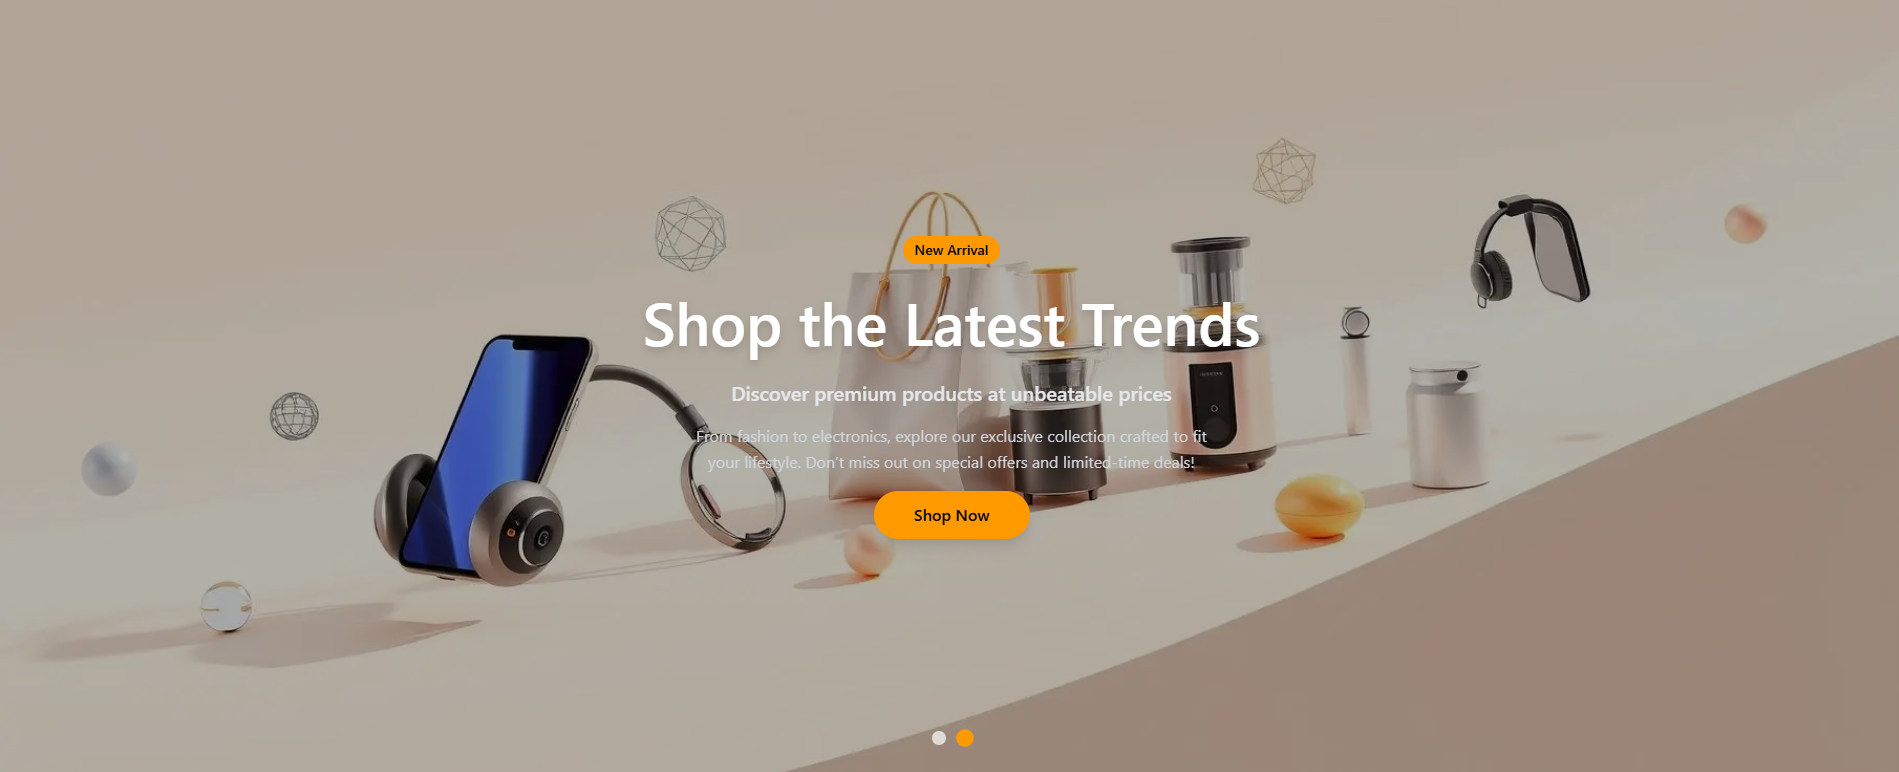 New Arrival
Shop the Latest Trends
Discover premium products at unbeatable prices
From fashion to electronics, explore our exclusive collection crafted to fit
your lifestyle. Don't miss out on special offers and limited-time deals!
Shop Now